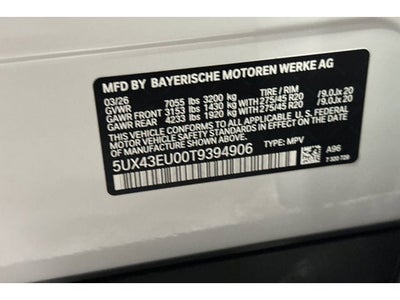 MFD BY BAYERISCHE MOTOREN WERKE AG
03/26 TIRE / RIM
GVWR 7055 lbs 3200 kg
GAWR FRONT 3153 lbs 1430 kg WITH 275/45 R20 /9.0Jx 20
GAWR REAR 4233 lbs 1920 kg WITH 275/45 R20 /9.0Jx 20
THIS VEHICLE CONFORMS TO ALL APPLICABLE U.S. FEDERAL
MOTOR VEHICLE SAFETY STANDARDS IN EFFECT ON THE DATE OF
MANUFACTURE SHOWN ABOVE.
5UX43EU00T9394906 TYPE: MPV
A96